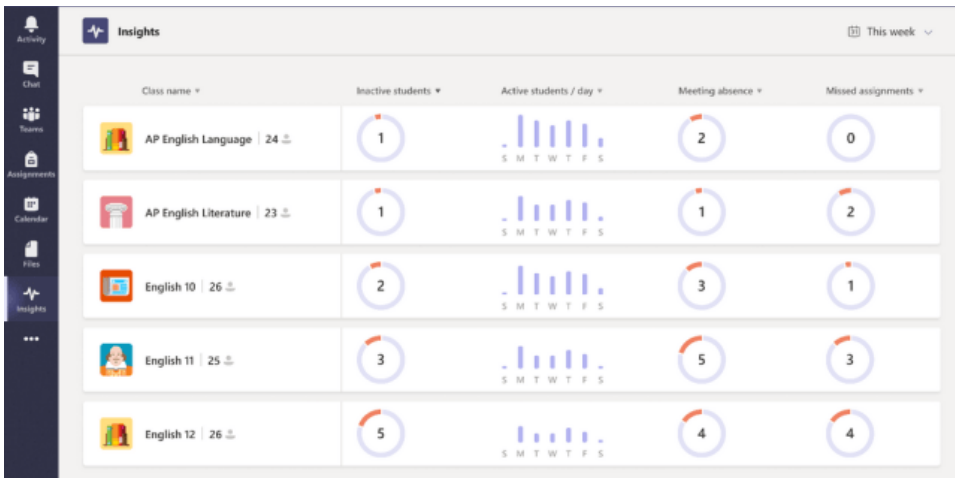 Activity
Chat
Teams
Assignments
Calendar
Files
Insights
Insights
This week
Class name Inactive students Active students / day Meeting absence Missed assignments
AP English Language 24 1 2 0
S M T W T F S
AP English Literature 23 1 1 2
S M T W T F S
English 10 26 2 3 1
S M T W T F S
English 11 25 3 5 3
S M T W T F S
English 12 26 5 4 4
S M T W T F S